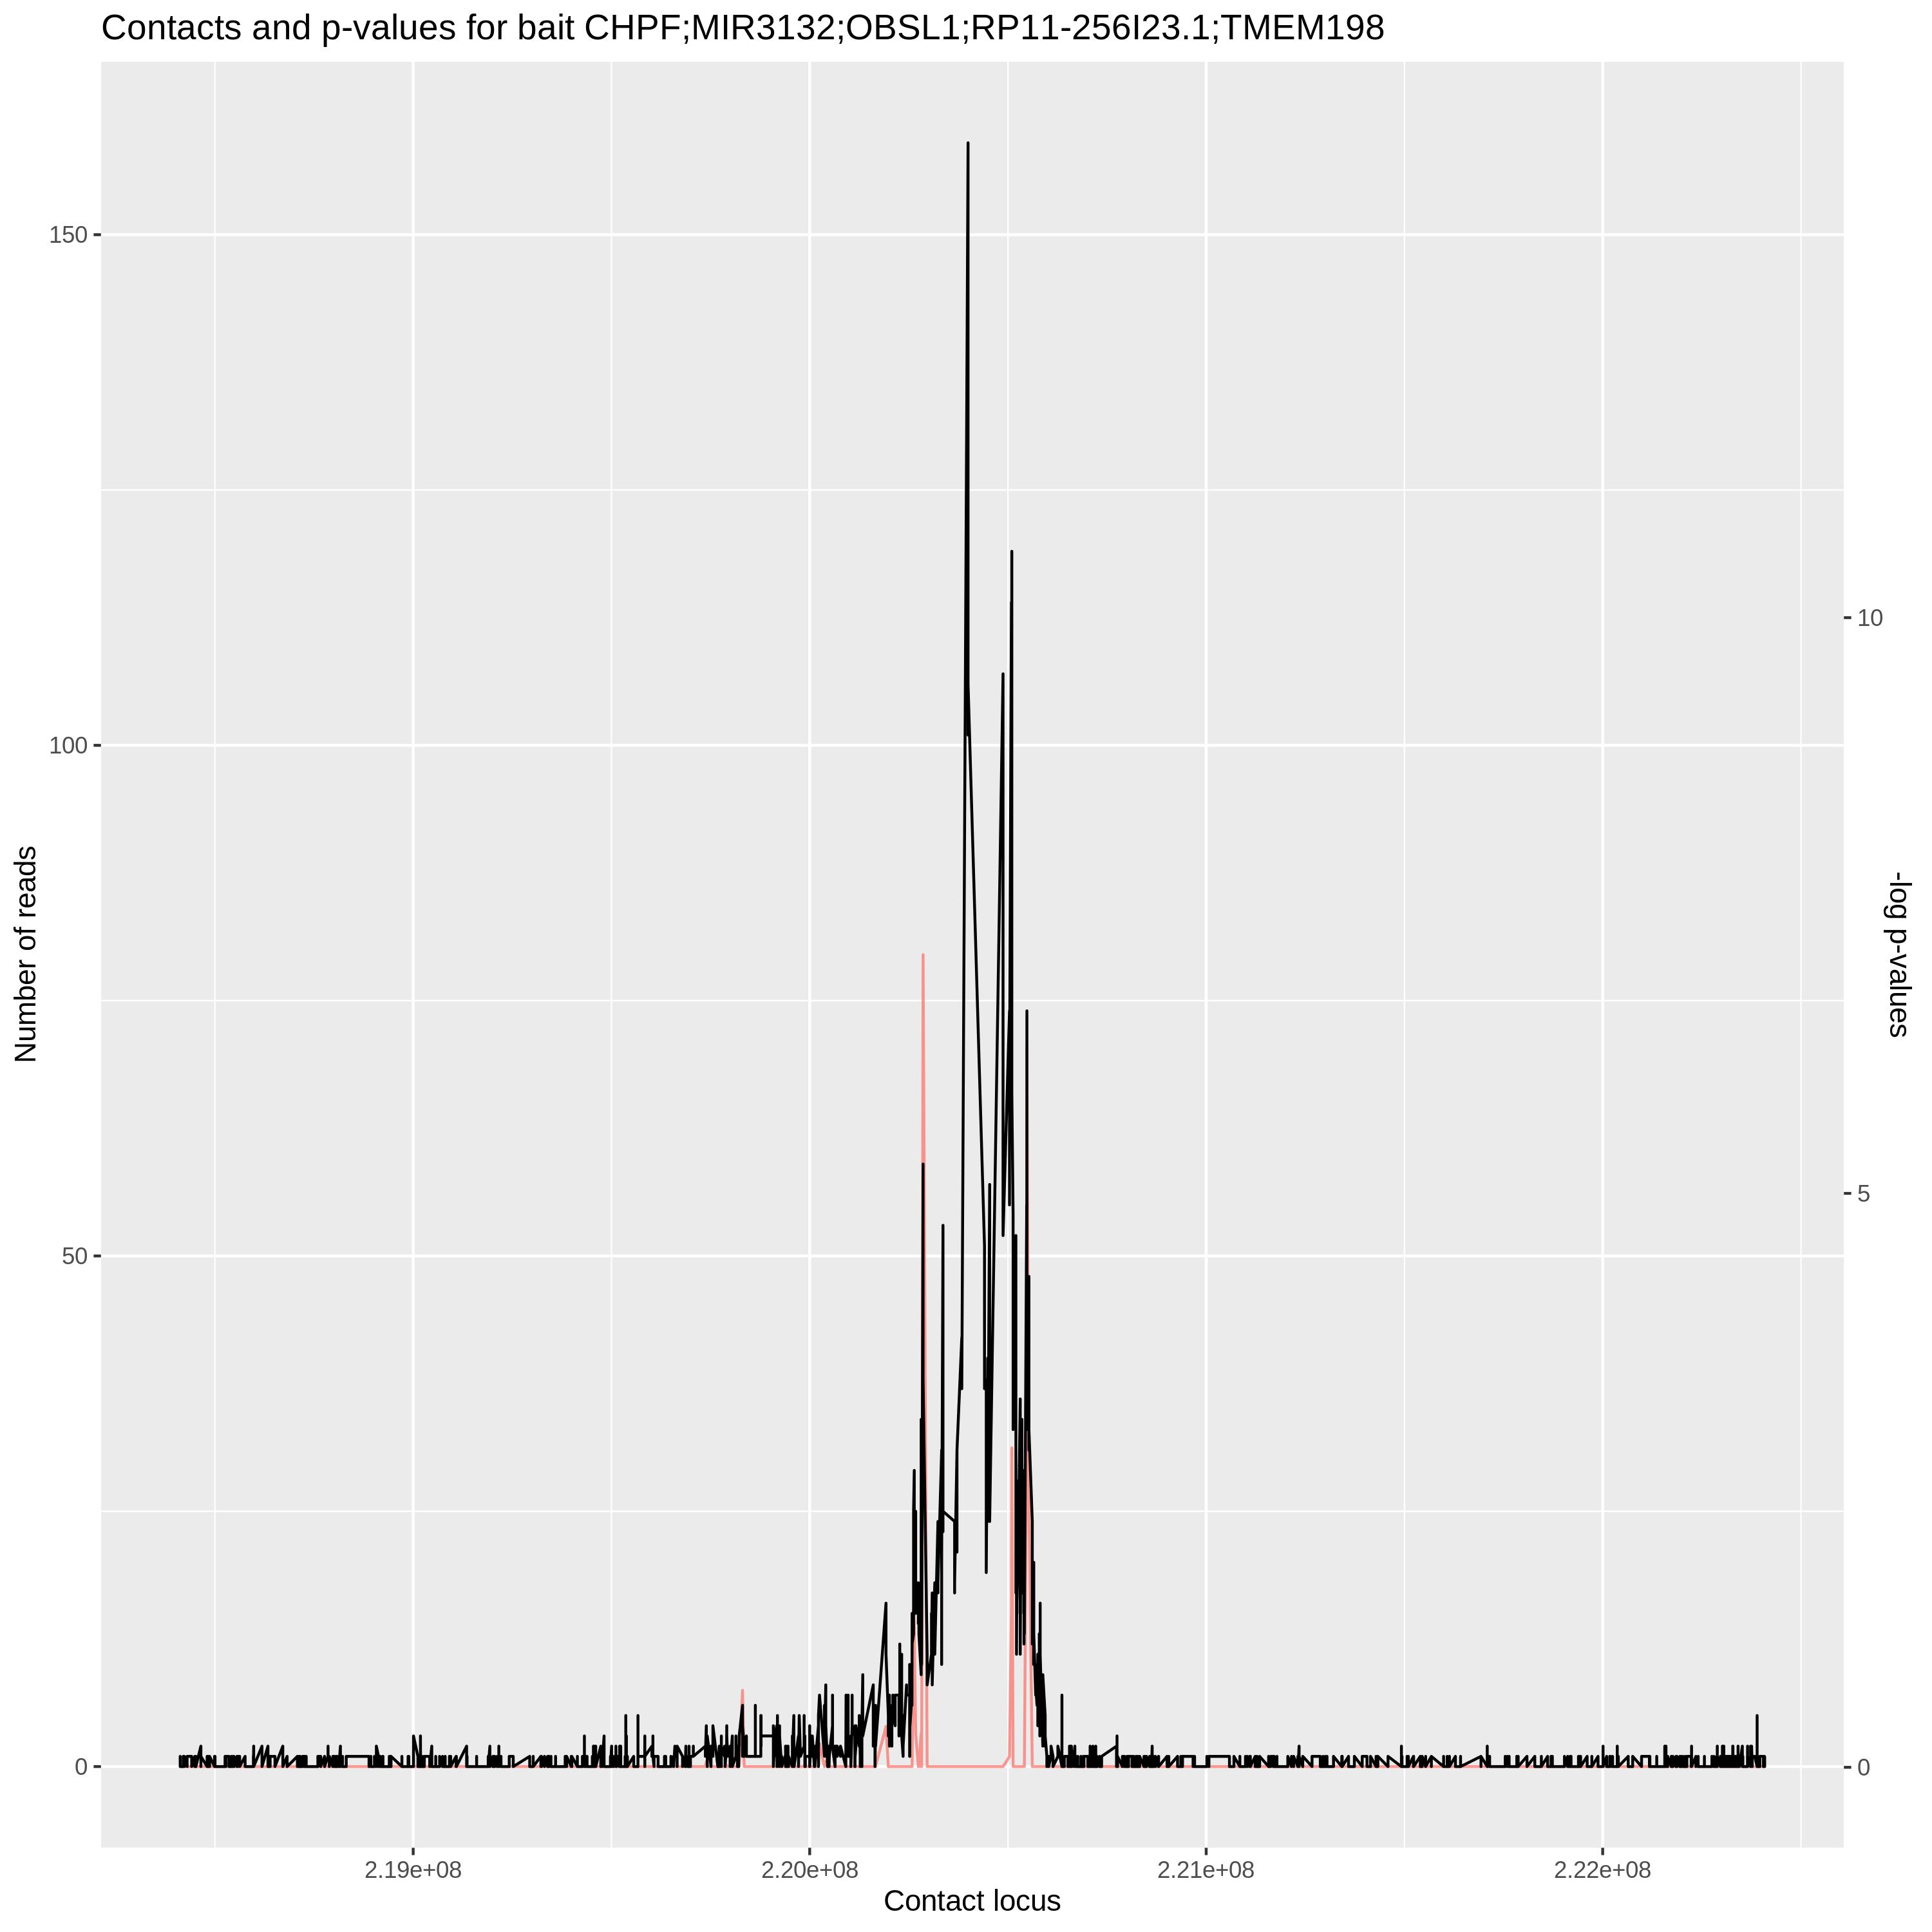 Contacts and p-values for bait CHPF;MIR3132;OBSL1;RP11-256I23.1;TMEM198
150
100
50
0
Number of reads
10
5
0
-log p-values
2.19e+08
2.20e+08
2.21e+08
2.22e+08
Contact locus